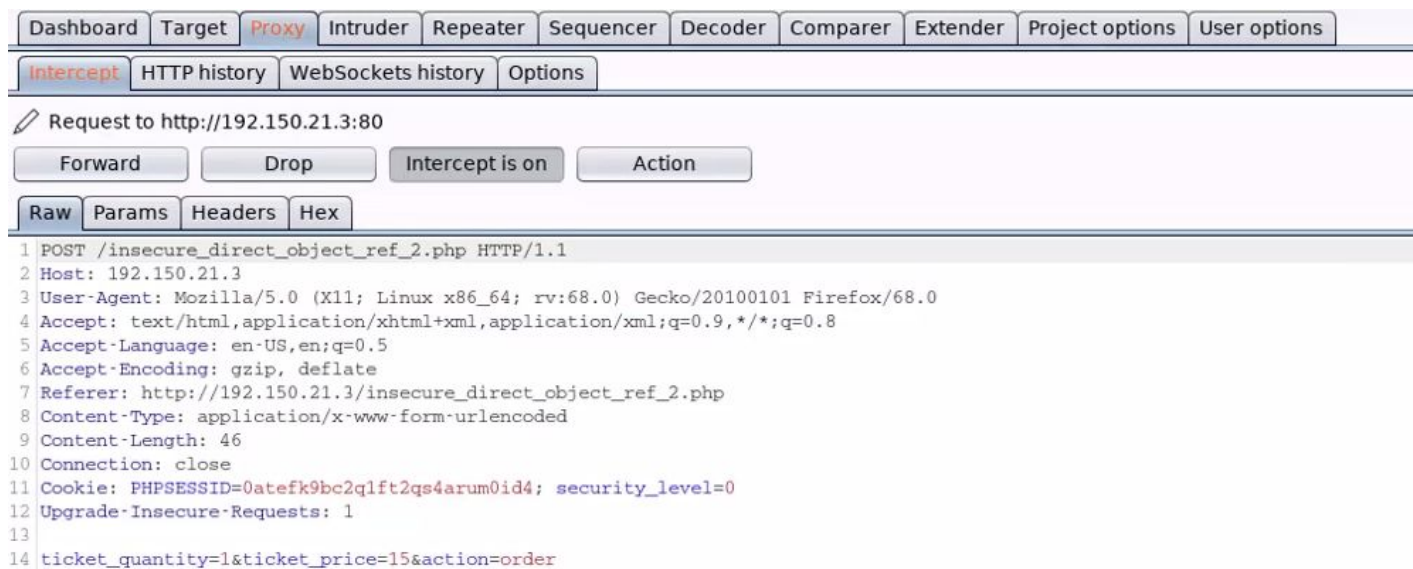 Dashboard Target Proxy Intruder Repeater Sequencer Decoder Comparer Extender Project options User options
Intercept HTTP history WebSockets history Options
Request to http://192.150.21.3:80
Forward Drop Intercept is on Action
Raw Params Headers Hex
1 POST /insecure_direct_object_ref_2.php HTTP/1.1
2 Host: 192.150.21.3
3 User-Agent: Mozilla/5.0 (X11; Linux x86_64; rv:68.0) Gecko/20100101 Firefox/68.0
4 Accept: text/html,application/xhtml+xml,application/xml;q=0.9,*/*;q=0.8
5 Accept-Language: en-US,en;q=0.5
6 Accept-Encoding: gzip, deflate
7 Referer: http://192.150.21.3/insecure_direct_object_ref_2.php
8 Content-Type: application/x-www-form-urlencoded
9 Content-Length: 46
10 Connection: close
11 Cookie: PHPSESSID=0atefk9bc2q1ft2qs4arum0id4; security_level=0
12 Upgrade-Insecure-Requests: 1
13
14 ticket_quantity=1&ticket_price=15&action=order